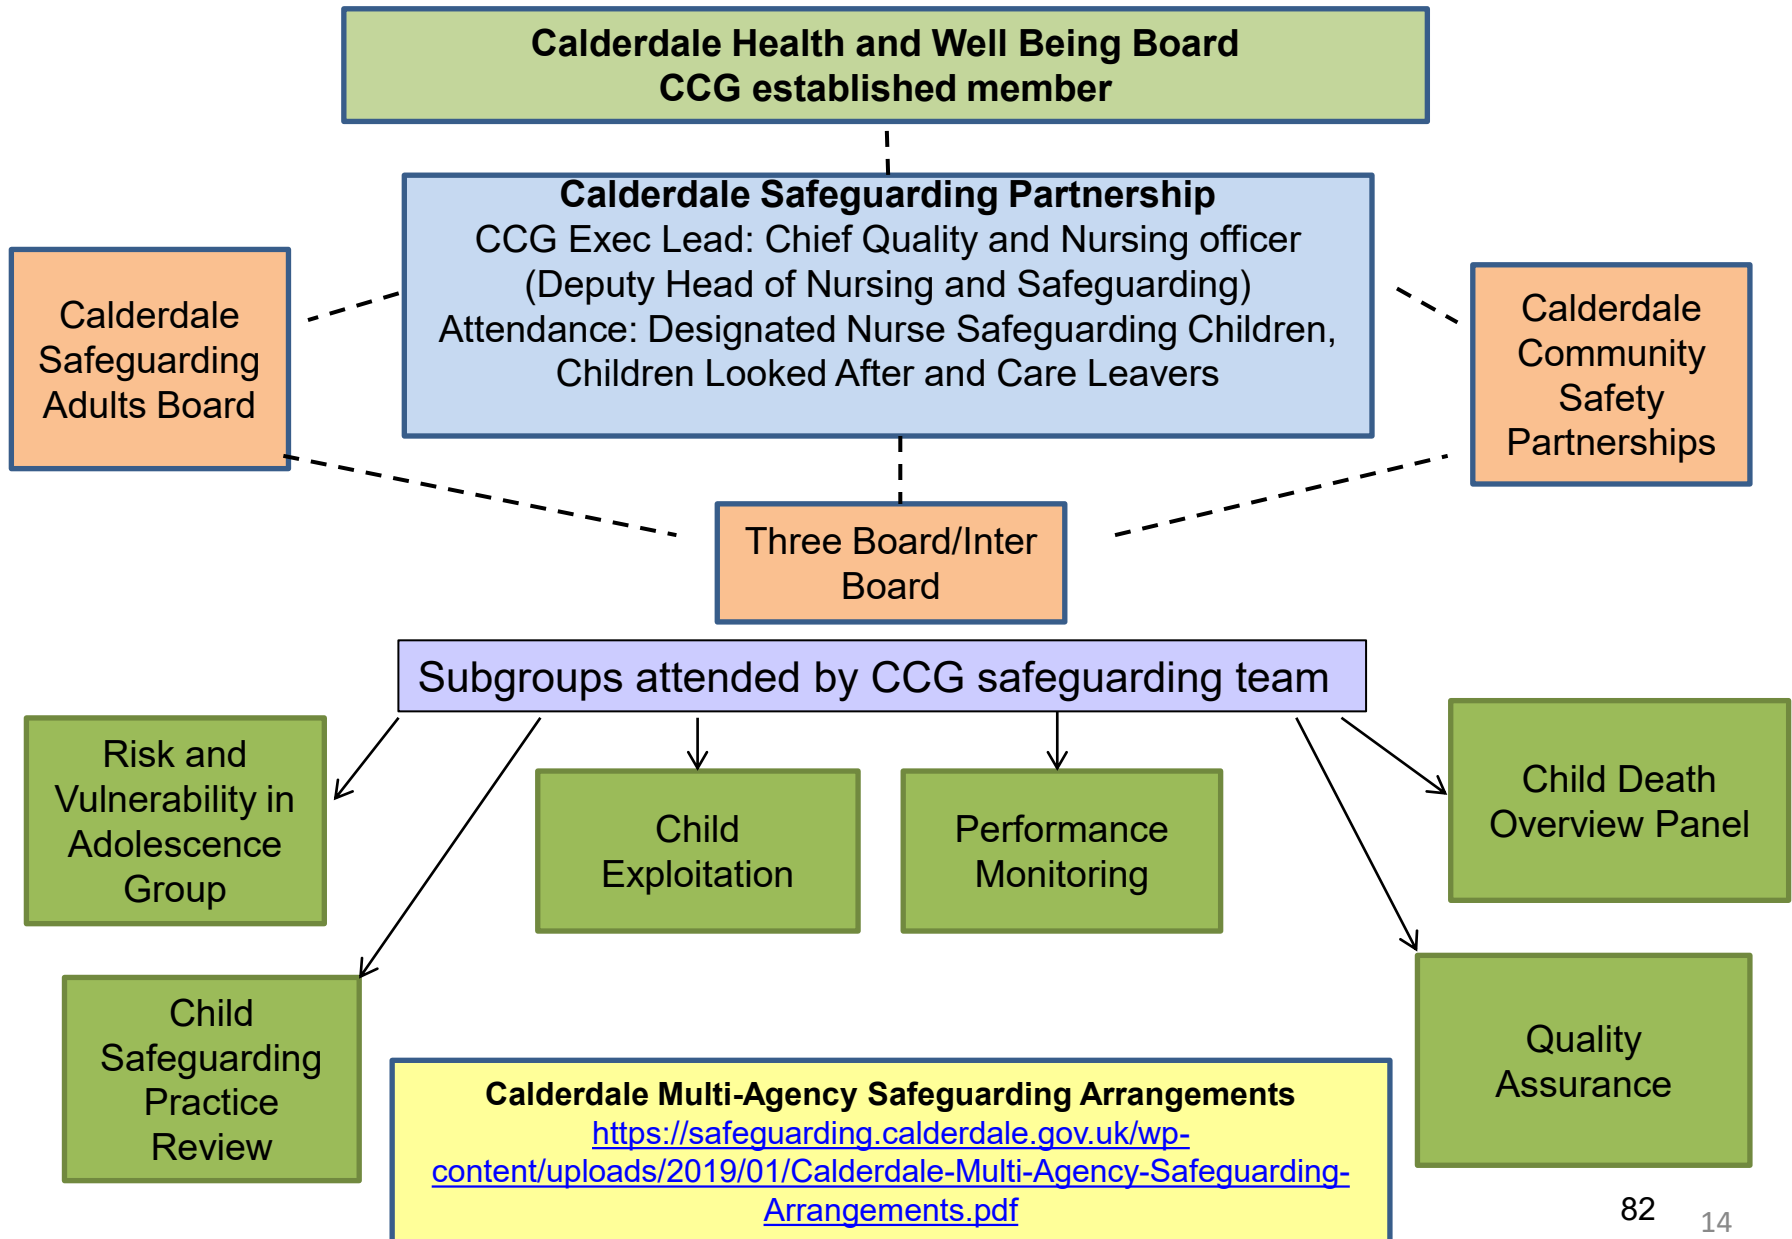 Calderdale Health and Well Being Board
CCG established member
Calderdale Safeguarding Partnership
CCG Exec Lead: Chief Quality and Nursing officer
(Deputy Head of Nursing and Safeguarding)
Attendance: Designated Nurse Safeguarding Children,
Children Looked After and Care Leavers
Calderdale
Safeguarding
Adults Board
Calderdale
Community
Safety
Partnerships
Three Board/Inter
Board
Subgroups attended by CCG safeguarding team
Risk and
Vulnerability in
Adolescence
Group
Child
Exploitation
Performance
Monitoring
Child Death
Overview Panel
Child
Safeguarding
Practice
Review
Quality
Assurance
Calderdale Multi-Agency Safeguarding Arrangements
https://safeguarding.calderdale.gov.uk/wp-
content/uploads/2019/01/Calderdale-Multi-Agency-Safeguarding-
Arrangements.pdf
82
14